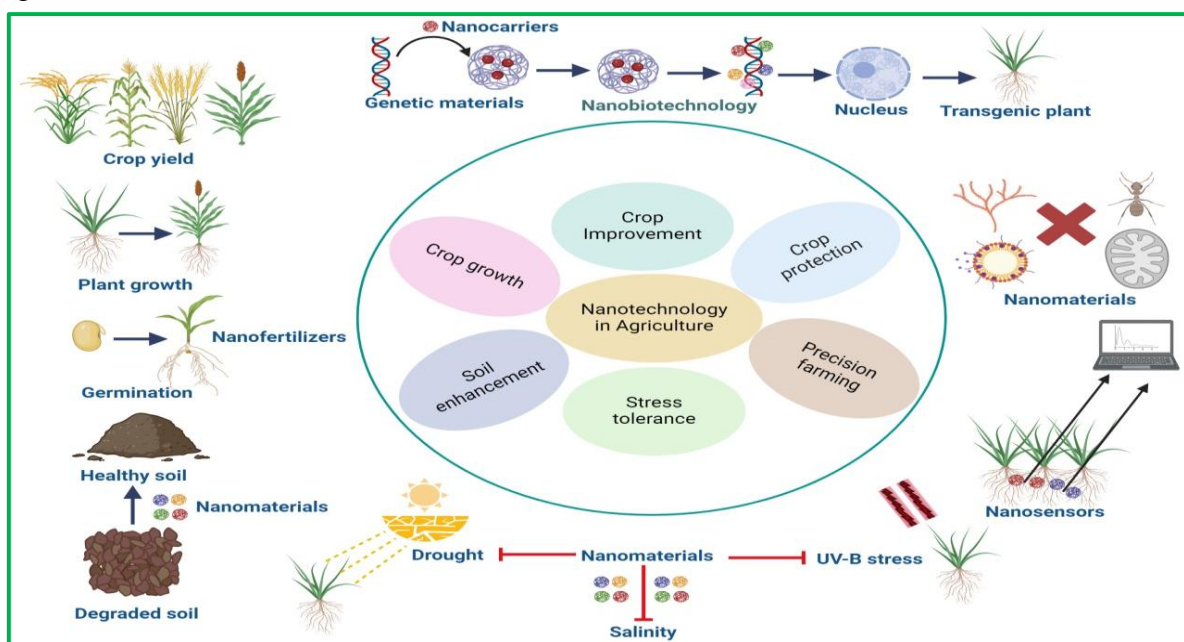 Nanocarriers
Genetic materials
Nanobiotechnology
Nucleus
Transgenic plant
Crop yield
Plant growth
Nanofertilizers
Germination
Healthy soil
Nanomaterials
Degraded soil
Crop
Improvement
Crop growth
Crop
protection
Nanotechnology
in Agriculture
Soil
enhancement
Precision
farming
Stress
tolerance
Nanomaterials
Nanosensors
Drought
Nanomaterials
UV-B stress
Salinity